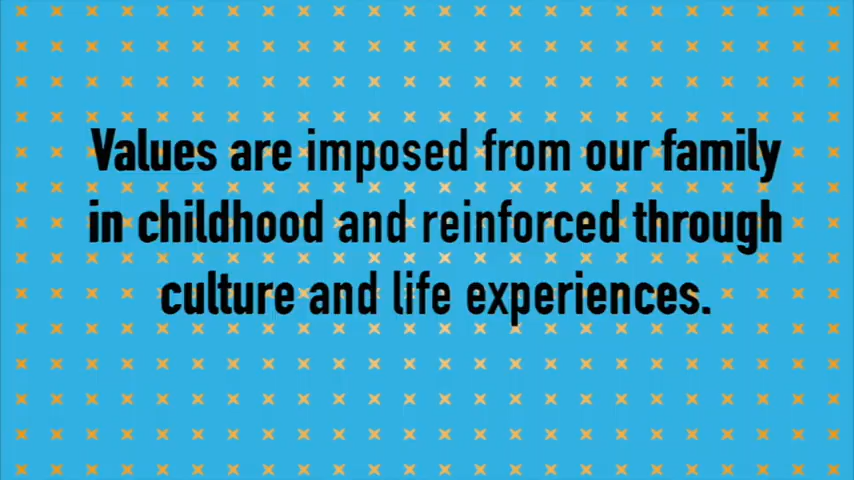 Values are imposed from our family
in childhood and reinforced through
culture and life experiences.